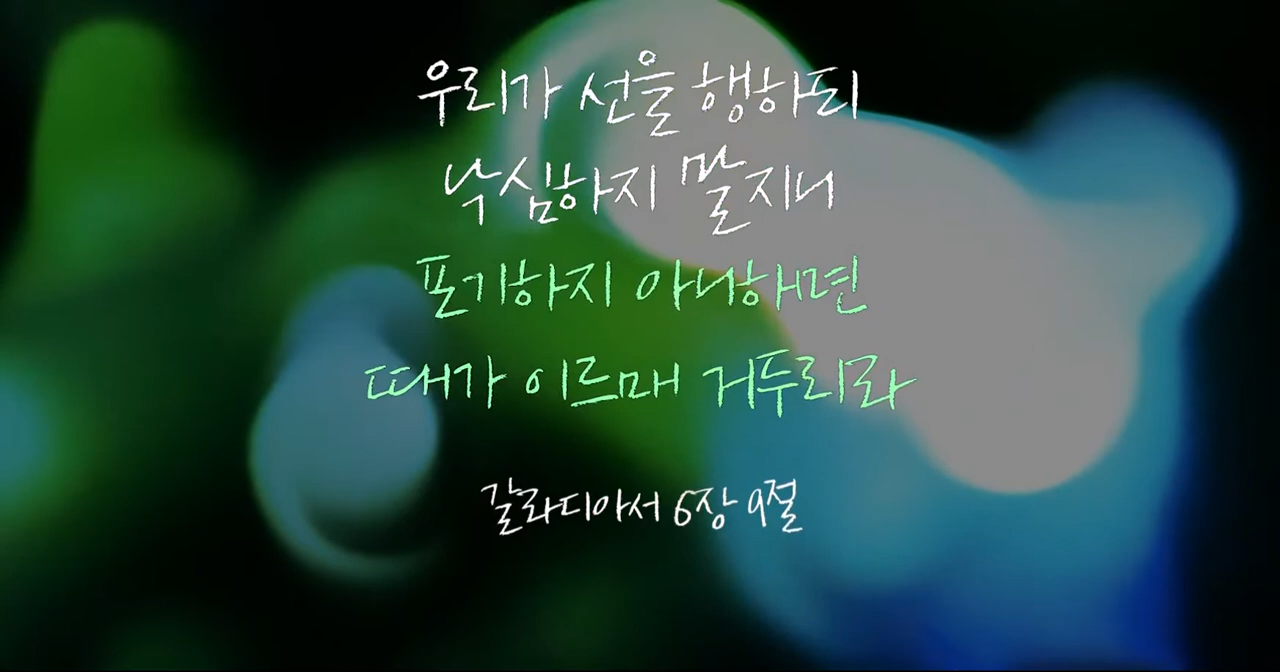 우리가 선을 행하되
낙심하지 말지니
포기하지 아니하면
때가 이르매 거두리라
갈라디아서 6장 9절